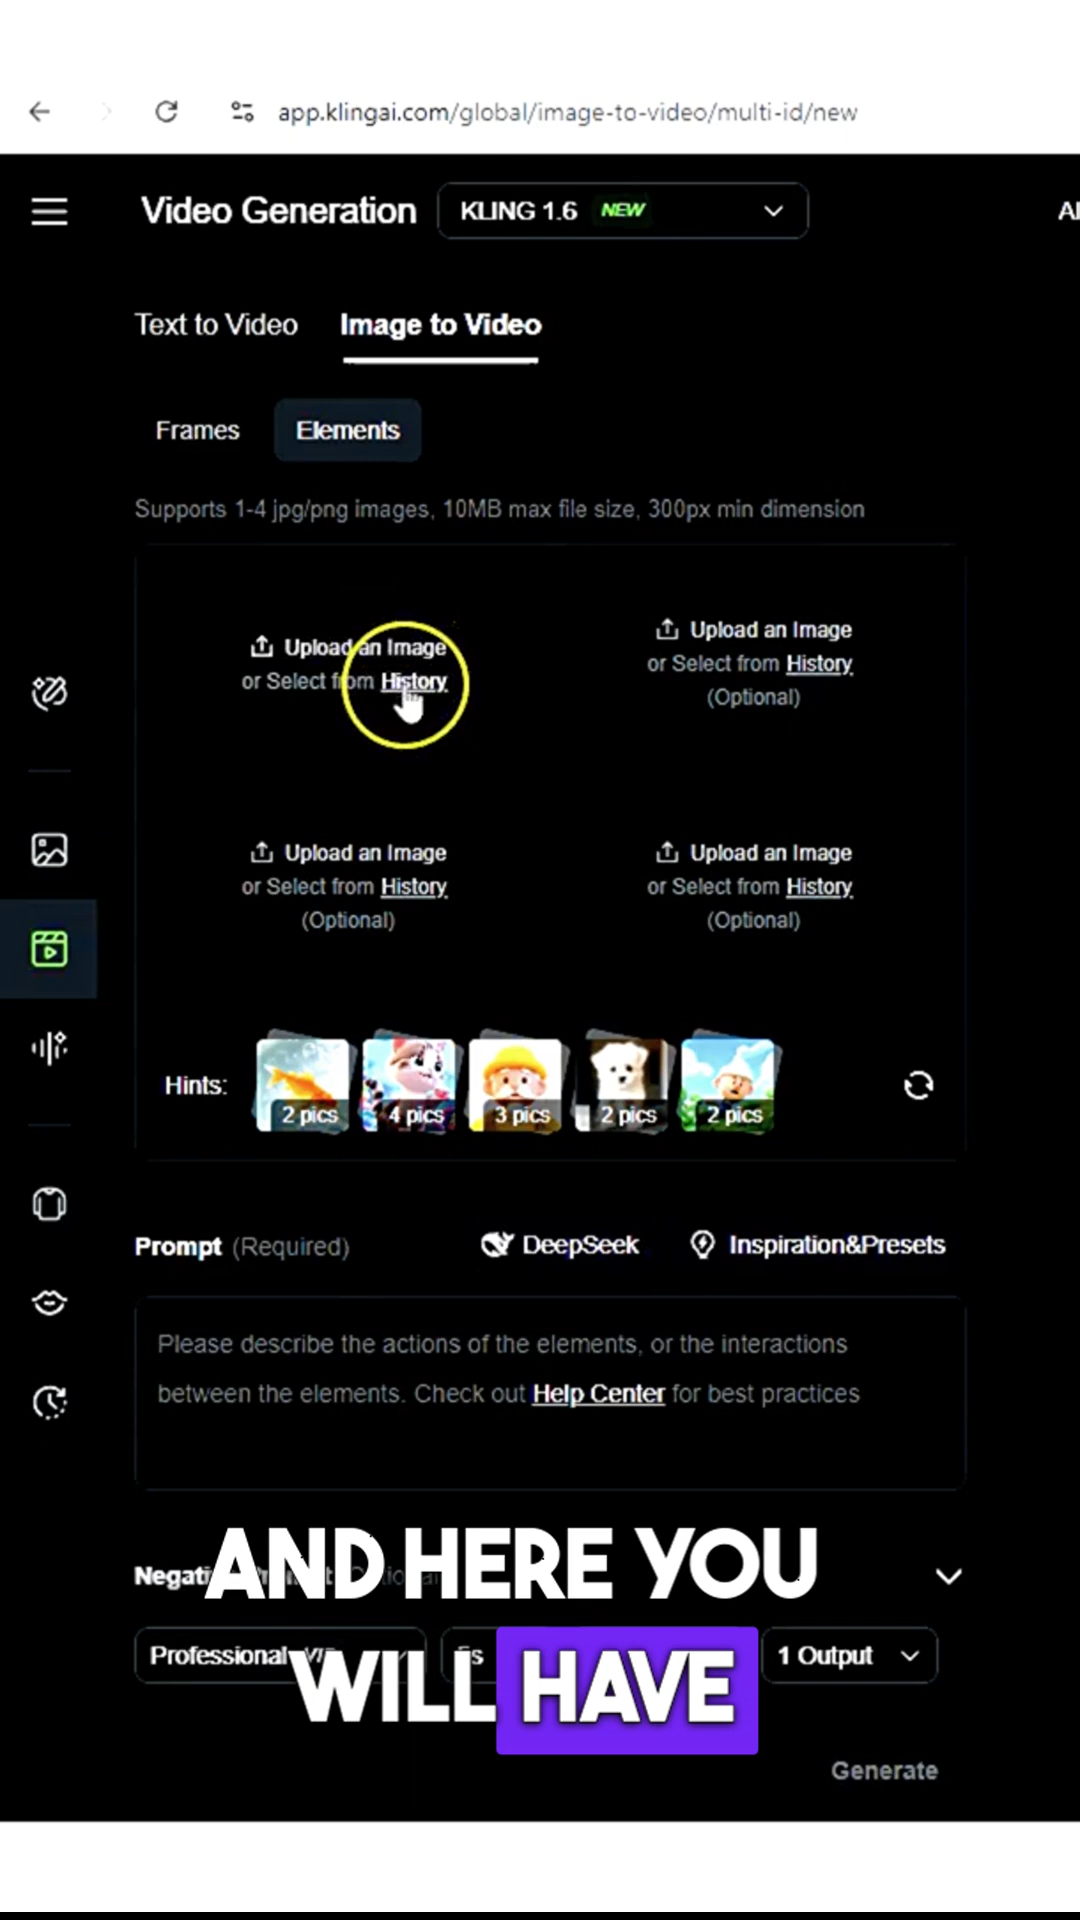 app.klingai.com/global/image-to-video/multi-id/new
Video Generation
KLING 1.6 NEW
Text to Video
Image to Video
Frames
Elements
Supports 1-4 jpg/png images, 10MB max file size, 300px min dimension
Upload an Image
or Select from History
Upload an Image
or Select from History
(Optional)
Upload an Image
or Select from History
(Optional)
Upload an Image
or Select from History
(Optional)
Hints:
2 pics
4 pics
3 pics
2 pics
2 pics
Prompt (Required)
DeepSeek
Inspiration&Presets
Please describe the actions of the elements, or the interactions
between the elements. Check out Help Center for best practices
AND HERE YOU
WILL HAVE
Professional
1 Output
Generate